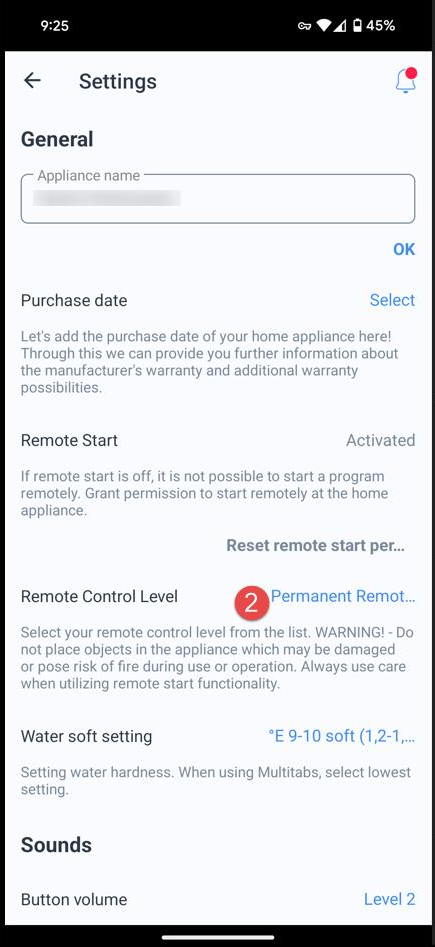 9:25
45%
Settings
General
Appliance name
OK
Purchase date
Select
Let's add the purchase date of your home appliance here!
Through this we can provide you further information about
the manufacturer's warranty and additional warranty
possibilities.
Remote Start
Activated
If remote start is off, it is not possible to start a program
remotely. Grant permission to start remotely at the home
appliance.
Reset remote start per...
Remote Control Level
2
Permanent Remot...
Select your remote control level from the list. WARNING! - Do
not place objects in the appliance which may be damaged
or pose risk of fire during use or operation. Always use care
when utilizing remote start functionality.
Water soft setting
°E 9-10 soft (1,2-1,...
Setting water hardness. When using Multitabs, select lowest
setting.
Sounds
Button volume
Level 2